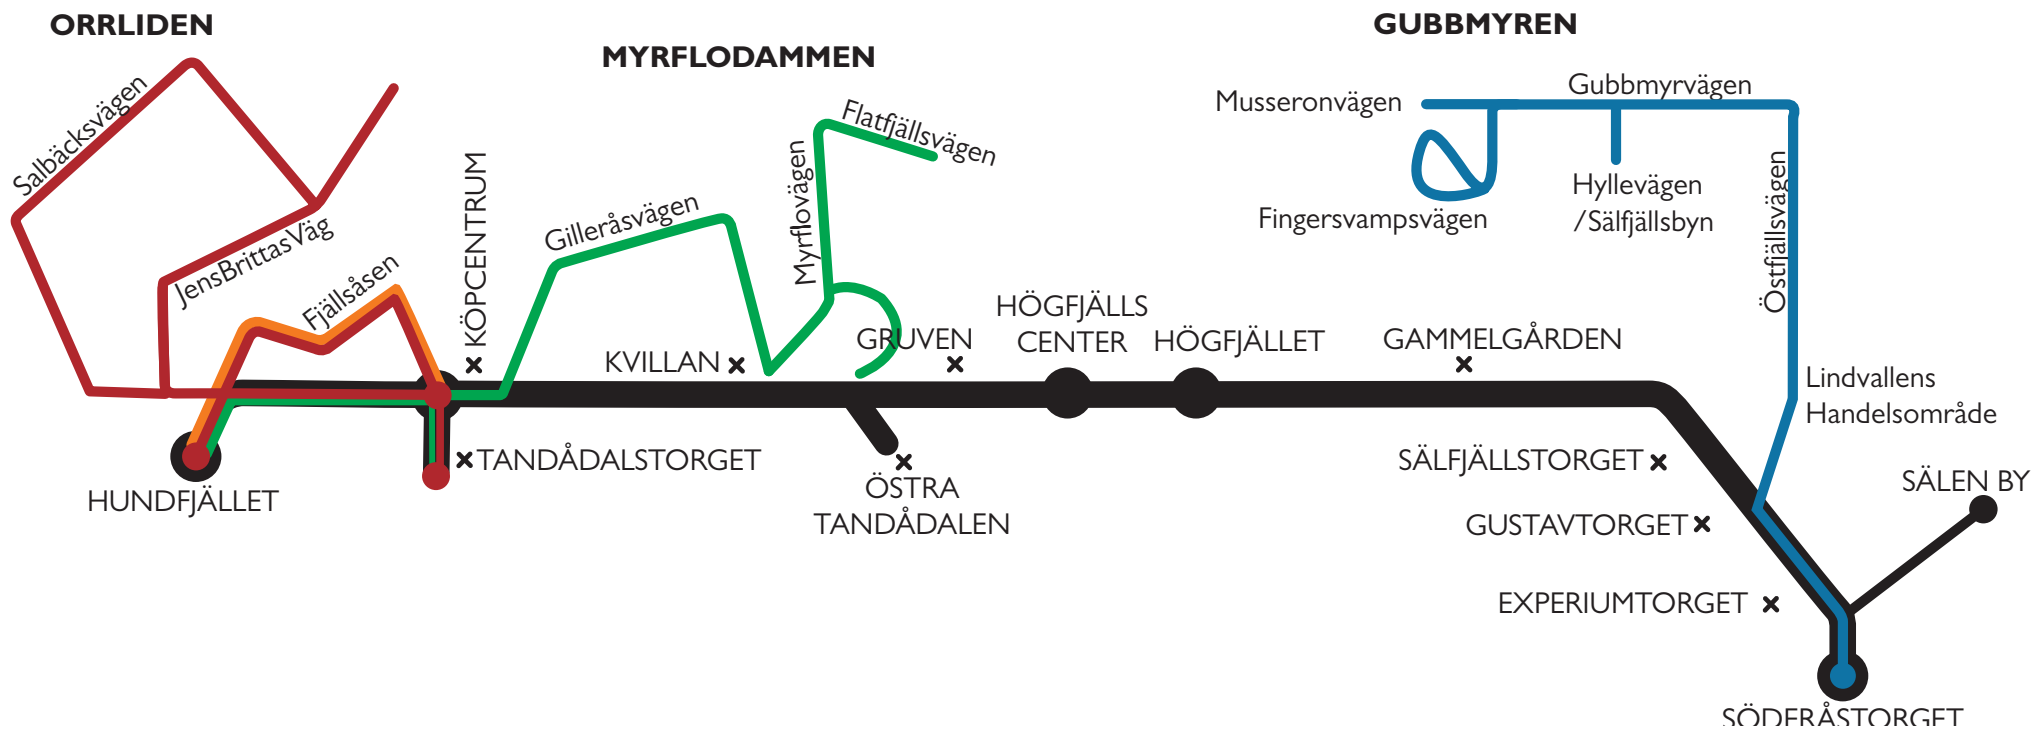 ORRLIDEN
MYRFLODAMMEN
GUBBMYREN
Salbäcksvägen
JensBrittasVäg
Fjällsåsen
KÖPCENTRUM
Gilleråsvägen
Myrflovägen
Flatfjällsvägen
Musseronvägen
Gubbmyrvägen
Fingersvampsvägen
Hyllevägen
/Sälfjällsbyn
Östfjällsvägen
KVILLAN
GRUVEN
HÖGFJÄLLS
CENTER
HÖGFJÄLLET
GAMMELGÅRDEN
Lindvallens
Handelsområde
HUNDFJÄLLET
TANDÅDALSTORGET
ÖSTRA
TANDÅDALEN
SÄLFJÄLLSTORGET
GUSTAVTORGET
EXPERIUMTORGET
SÄLEN BY
SÖDERÅSTORGET